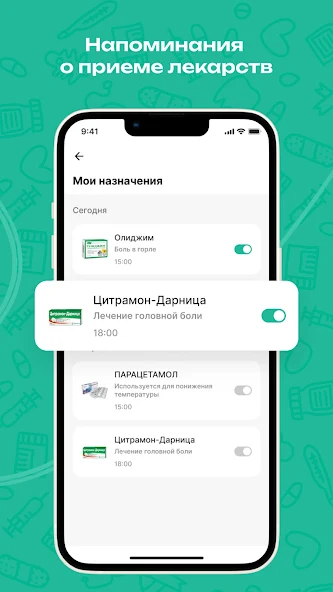 Напоминания
о приеме лекарств
9:41
Мои назначения
Сегодня
Олиджим
Боль в горле
15:00
Цитрамон-Дарница
Лечение головной боли
18:00
ПАРАЦЕТАМОЛ
Используется для понижения
температуры
15:00
Цитрамон-Дарница
Лечение головной боли
18:00